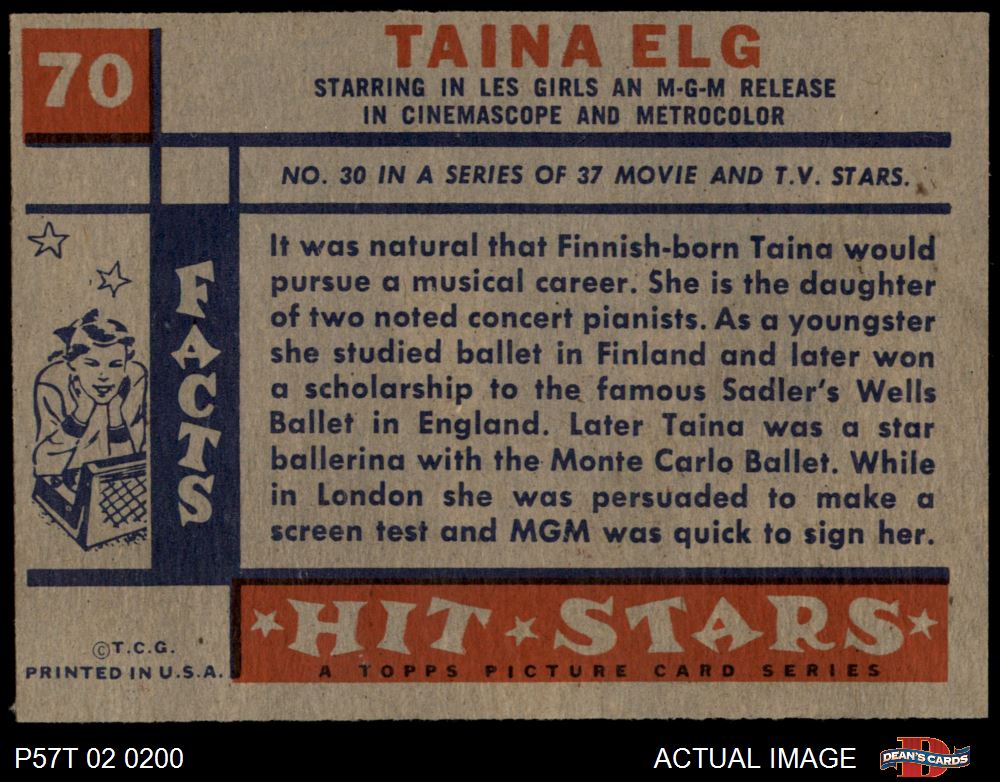 70
TAINA ELG
STARRING IN LES GIRLS AN M-G-M RELEASE
IN CINEMASCOPE AND METROCOLOR
NO. 30 IN A SERIES OF 37 MOVIE AND T.V. STARS.
FACTS
It was natural that Finnish-born Taina would
pursue a musical career. She is the daughter
of two noted concert pianists. As a youngster
she studied ballet in Finland and later won
a scholarship to the famous Sadler's Wells
Ballet in England. Later Taina was a star
ballerina with the Monte Carlo Ballet. While
in London she was persuaded to make a
screen test and MGM was quick to sign her.
HIT STARS
A TOPPS PICTURE CARD SERIES
©T.C.G.
PRINTED IN U.S.A.
P57T 02 0200
ACTUAL IMAGE
D
DEAN'S CARDS